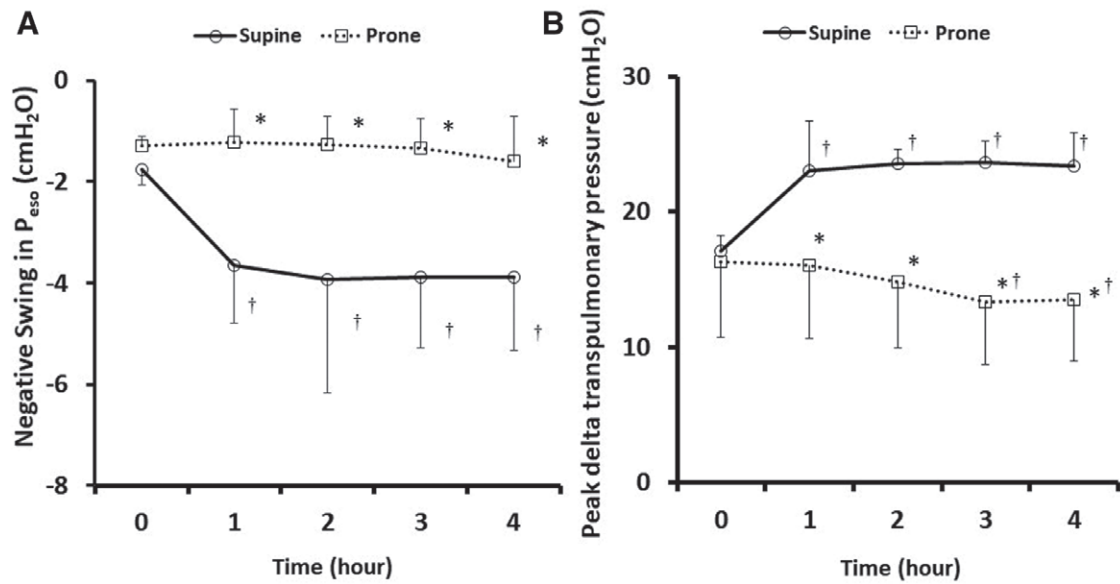 A
Supine Prone
Negative Swing in Peso (cmH2O)
0
-2
-4
-6
-8
* * * *
† † † †
0 1 2 3 4
Time (hour)
B
Supine Prone
Peak delta transpulmonary pressure (cmH2O)
30
20
10
0
† † † †
* * *† *†
0 1 2 3 4
Time (hour)